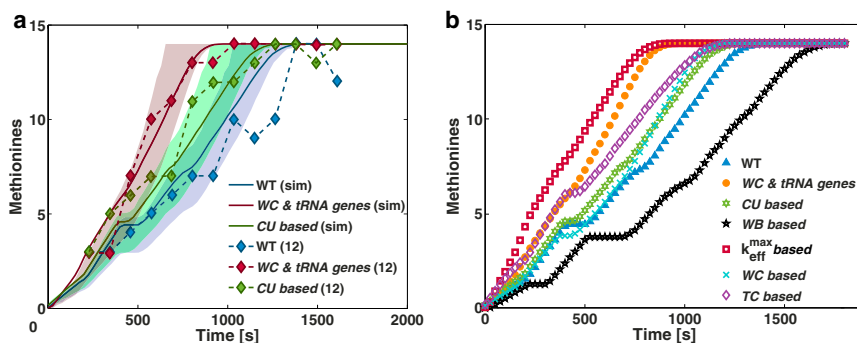 a
15
10
5
0
Methionines
WT (sim)
WC & tRNA genes (sim)
CU based (sim)
WT (12)
WC & tRNA genes (12)
CU based (12)
500
1000
1500
2000
Time [s]
b
15
10
5
0
Methionines
WT
WC & tRNA genes
CU based
WB based
k_eff^max based
WC based
TC based
0
500
1000
1500
Time [s]